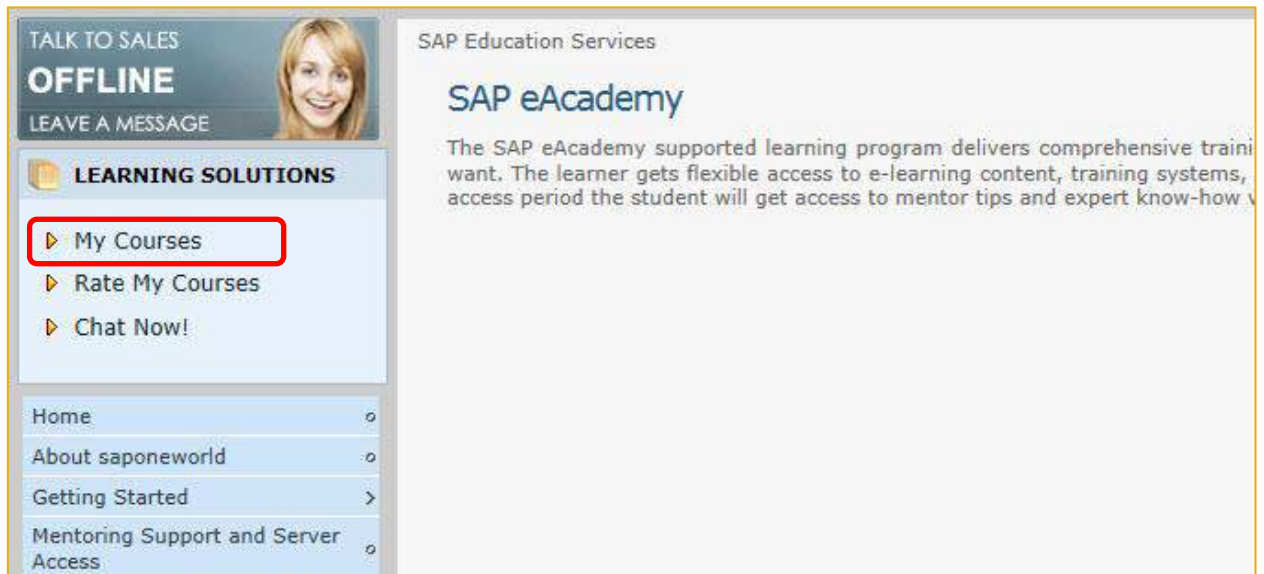 TALK TO SALES
OFFLINE
LEAVE A MESSAGE
LEARNING SOLUTIONS
My Courses
Rate My Courses
Chat Now!
Home
About saponeworld
Getting Started
Mentoring Support and Server
Access
SAP Education Services
SAP eAcademy
The SAP eAcademy supported learning program delivers comprehensive traini
want. The learner gets flexible access to e-learning content, training systems,
access period the student will get access to mentor tips and expert know-how